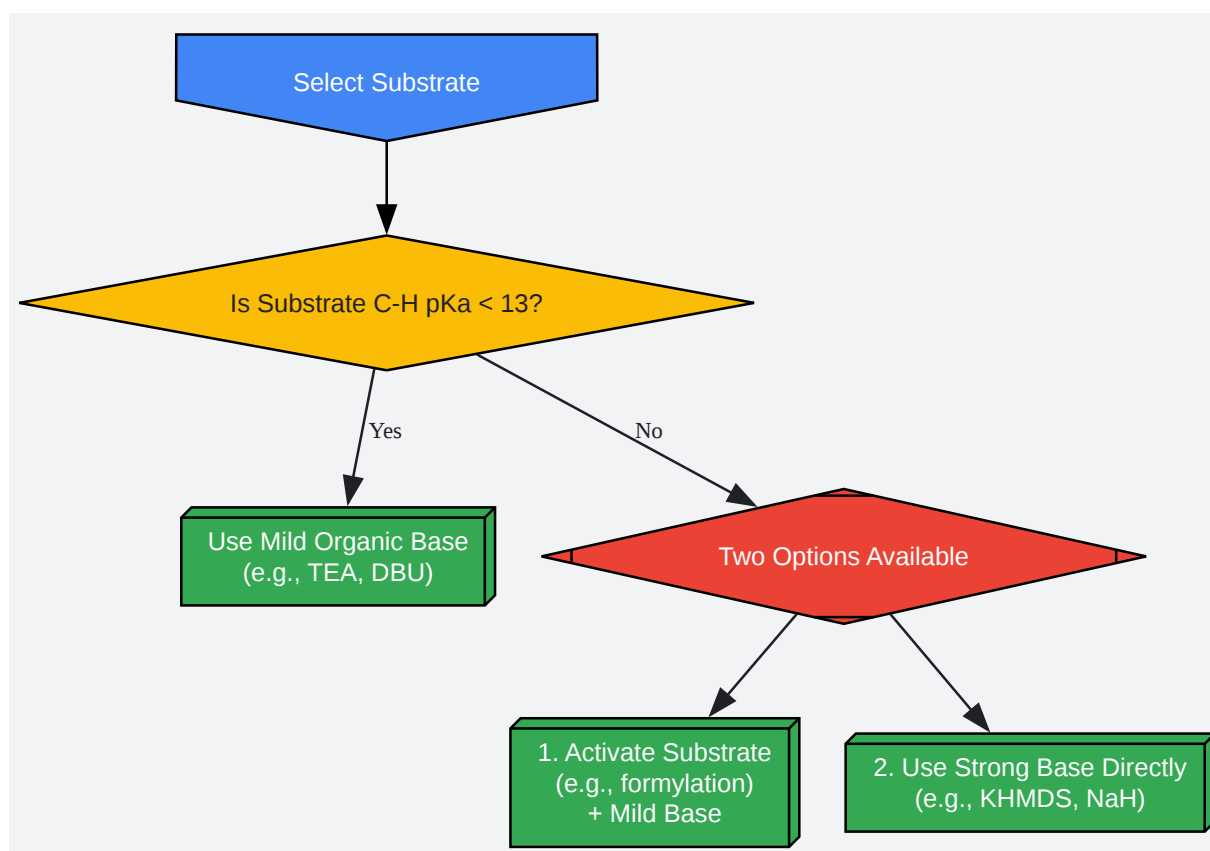 Select Substrate
Is Substrate C-H pKa < 13?
Yes
No
Use Mild Organic Base
(e.g., TEA, DBU)
Two Options Available
1. Activate Substrate
(e.g., formylation)
+ Mild Base
2. Use Strong Base Directly
(e.g., KHMDS, NaH)